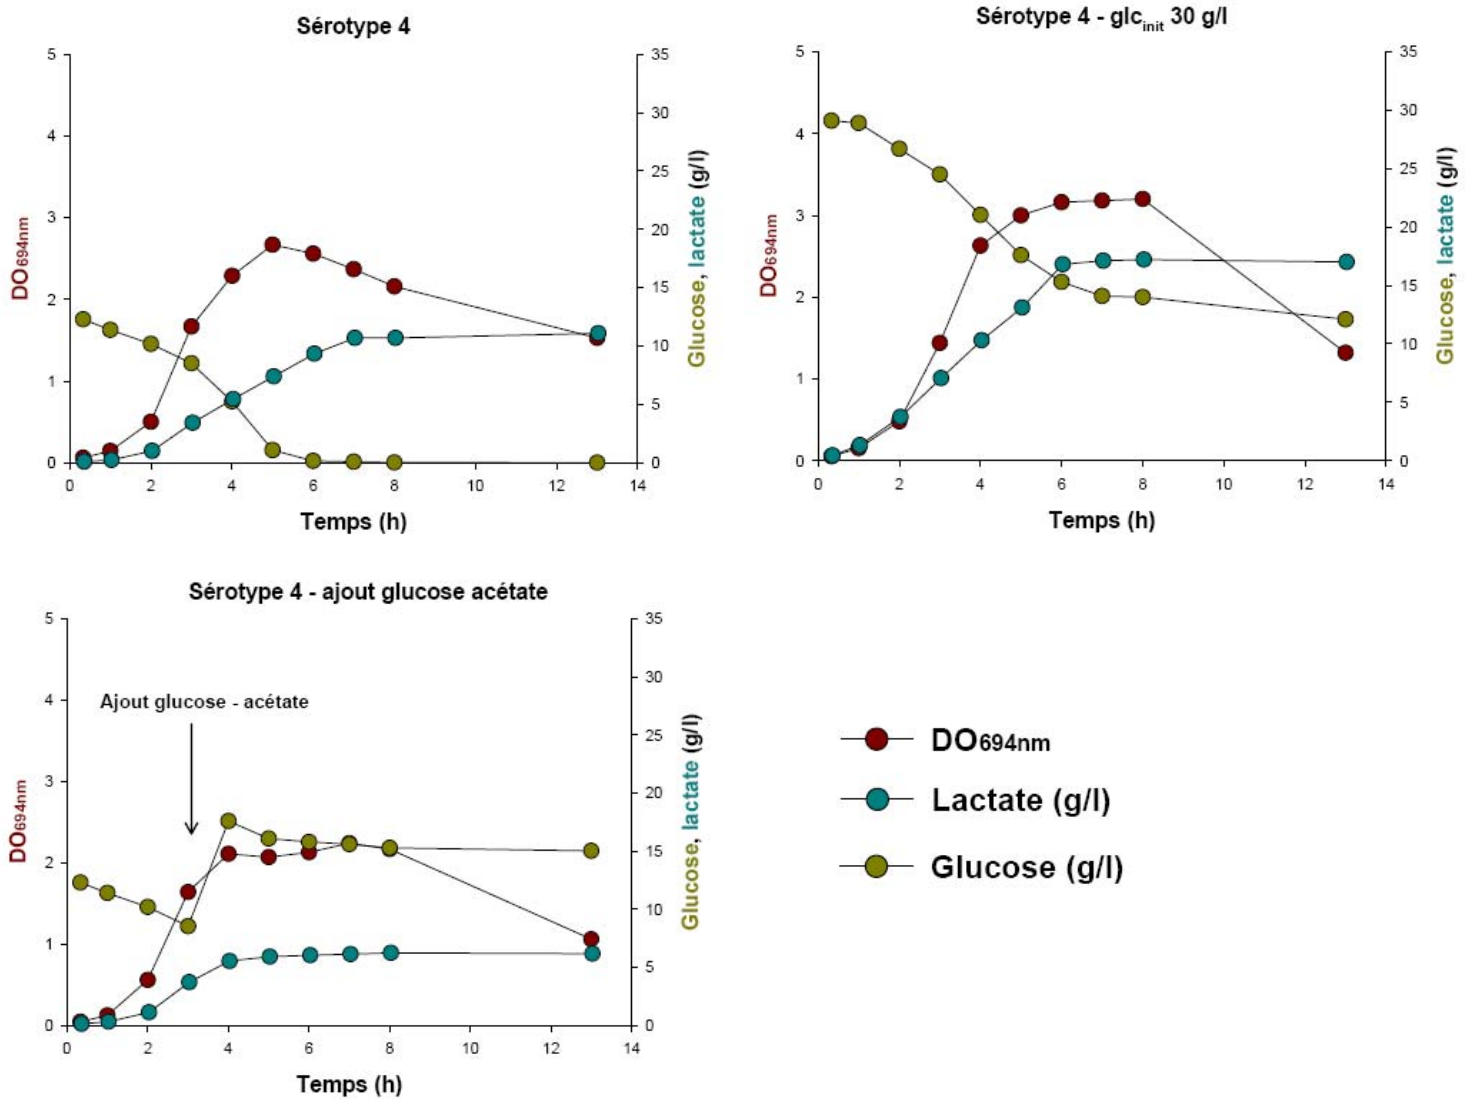 Sérotype 4
5
4
3
2
1
0
35
30
25
20
15
10
5
0
0 2 4 6 8 10 12 14
DO694nm
Glucose, lactate (g/l)
Temps (h)
Sérotype 4 - glcinit 30 g/l
5
4
3
2
1
0
35
30
25
20
15
10
5
0
0 2 4 6 8 10 12 14
DO694nm
Glucose, lactate (g/l)
Temps (h)
Sérotype 4 - ajout glucose acétate
5
4
3
2
1
0
35
30
25
20
15
10
5
0
0 2 4 6 8 10 12 14
Ajout glucose - acétate
DO694nm
Glucose, lactate (g/l)
Temps (h)
DO694nm
Lactate (g/l)
Glucose (g/l)